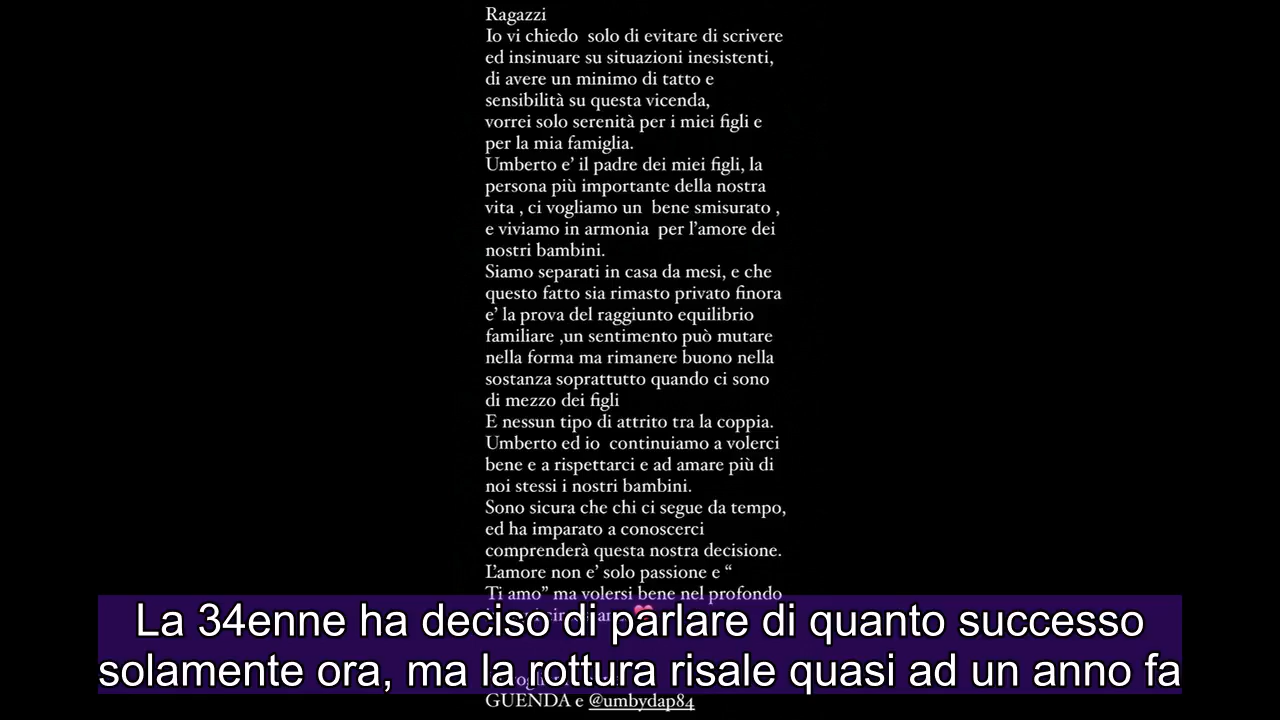 Ragazzi
Io vi chiedo solo di evitare di scrivere
ed insinuare su situazioni inesistenti,
di avere un minimo di tatto e
sensibilità su questa vicenda,
vorrei solo serenità per i miei figli e
per la mia famiglia.
Umberto e’ il padre dei miei figli, la
persona più importante della nostra
vita , ci vogliamo un bene smisurato ,
e viviamo in armonia per l’amore dei
nostri bambini.
Siamo separati in casa da mesi, e che
questo fatto sia rimasto privato finora
e’ la prova del raggiunto equilibrio
familiare ,un sentimento può mutare
nella forma ma rimanere buono nella
sostanza soprattutto quando ci sono
di mezzo dei figli
E nessun tipo di attrito tra la coppia.
Umberto ed io continuiamo a volerci
bene e a rispettarci e ad amare più di
noi stessi i nostri bambini.
Sono sicura che chi ci segue da tempo,
ed ha imparato a conoscerci
comprenderà questa nostra decisione.
L’amore non e’ solo passione e “
Ti amo” ma volersi bene nel profondo
La 34enne ha deciso di parlare di quanto successo
solamente ora, ma la rottura risale quasi ad un anno fa
GUENDA e @umbydap84